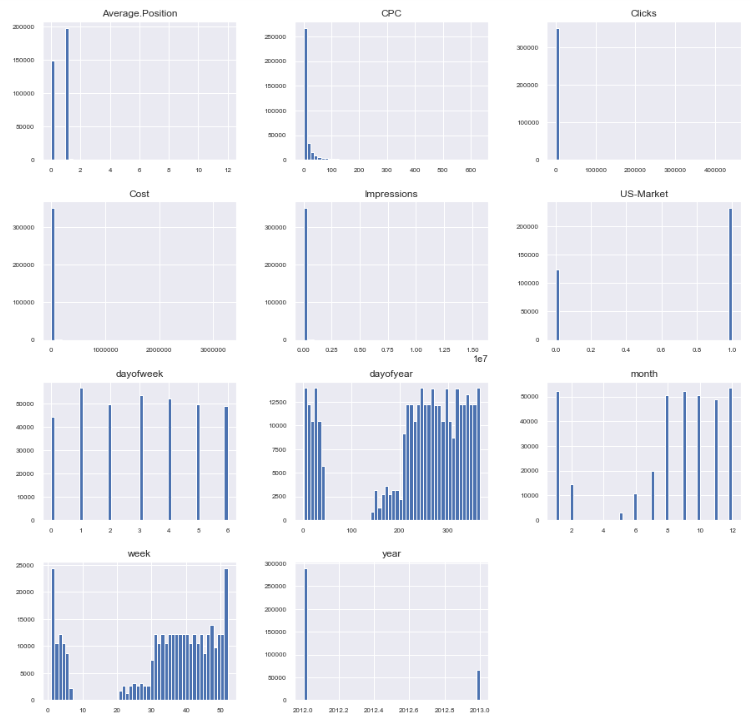 Average.Position
200000
150000
100000
50000
0
0 2 4 6 8 10 12
CPC
250000
200000
150000
100000
50000
0
0 100 200 300 400 500 600
Clicks
300000
200000
100000
0
0 100000 200000 300000 400000
Cost
300000
200000
100000
0
0 1000000 2000000 3000000
Impressions
300000
200000
100000
0
0.00 0.25 0.50 0.75 1.00 1.25 1.50
1e7
US-Market
200000
150000
100000
50000
0
0.0 0.2 0.4 0.6 0.8 1.0
dayofweek
50000
40000
30000
20000
10000
0
0 1 2 3 4 5 6
dayofyear
12500
10000
7500
5000
2500
0
0 100 200 300
month
50000
40000
30000
20000
10000
0
2 4 6 8 10 12
week
25000
20000
15000
10000
5000
0
0 10 20 30 40 50
year
300000
250000
200000
150000
100000
50000
0
2012.0 2012.2 2012.4 2012.6 2012.8 2013.0